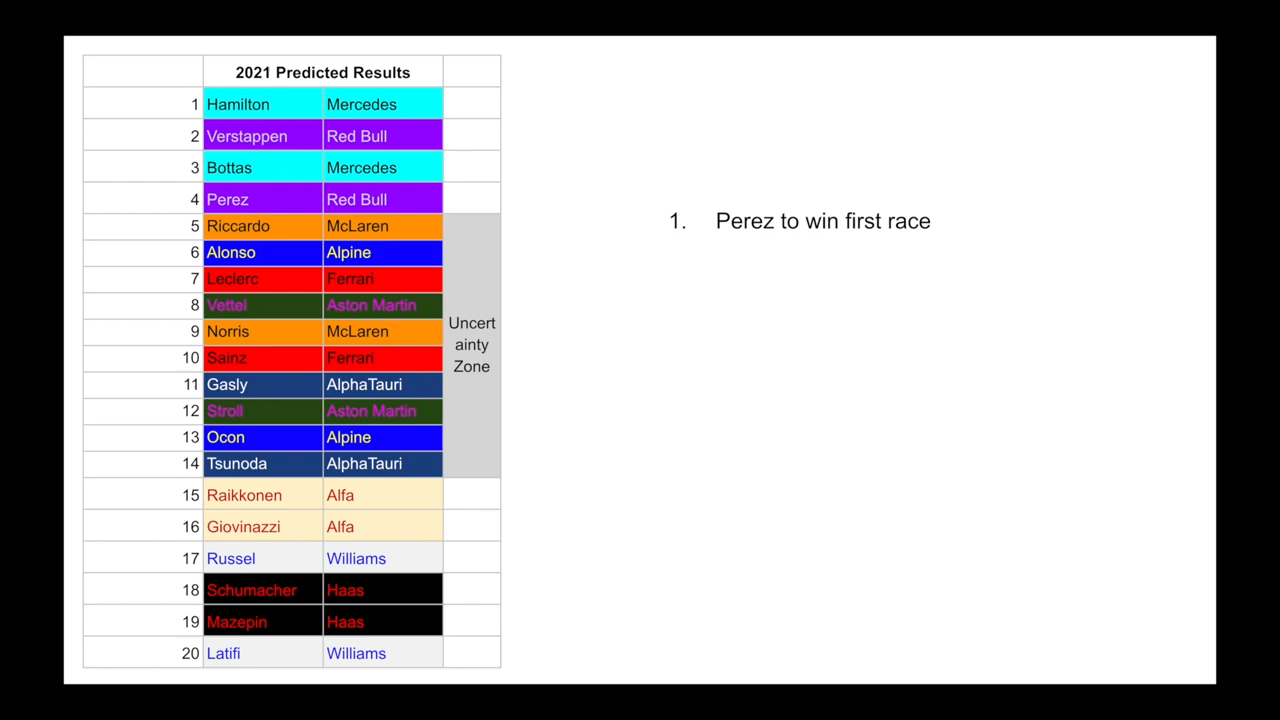 2021 Predicted Results
1 Hamilton Mercedes
2 Verstappen Red Bull
3 Bottas Mercedes
4 Perez Red Bull
5 Riccardo McLaren
6 Alonso Alpine
7 Leclerc Ferrari
8 Vettel Aston Martin
9 Norris McLaren
10 Sainz Ferrari
11 Gasly AlphaTauri
12 Stroll Aston Martin
13 Ocon Alpine
14 Tsunoda AlphaTauri
Uncert
ainty
Zone
15 Raikkonen Alfa
16 Giovinazzi Alfa
17 Russel Williams
18 Schumacher Haas
19 Mazepin Haas
20 Latifi Williams
1. Perez to win first race